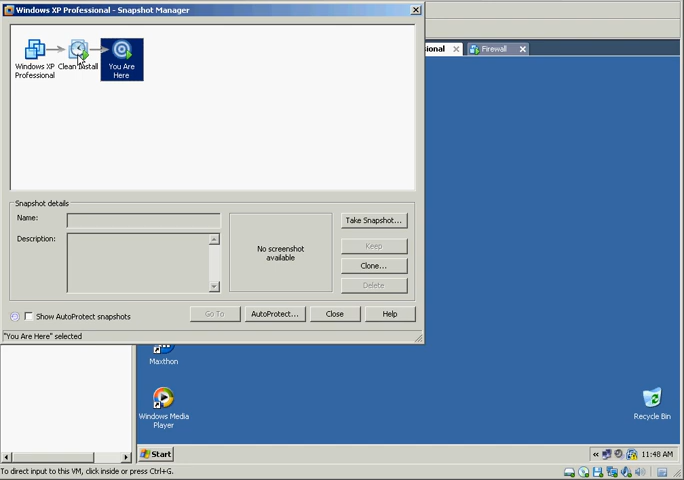 Windows XP Professional - Snapshot Manager
sional
Firewall
Windows XP
Professional
Clean Install
You Are
Here
Snapshot details
Name:
Description:
No screenshot
available
Take Snapshot...
Keep
Clone...
Delete
Show AutoProtect snapshots
Go To
AutoProtect...
Close
Help
"You Are Here" selected
Maxthon
Windows Media
Player
Recycle Bin
Start
11:48 AM
To direct input to this VM, click inside or press Ctrl+G.